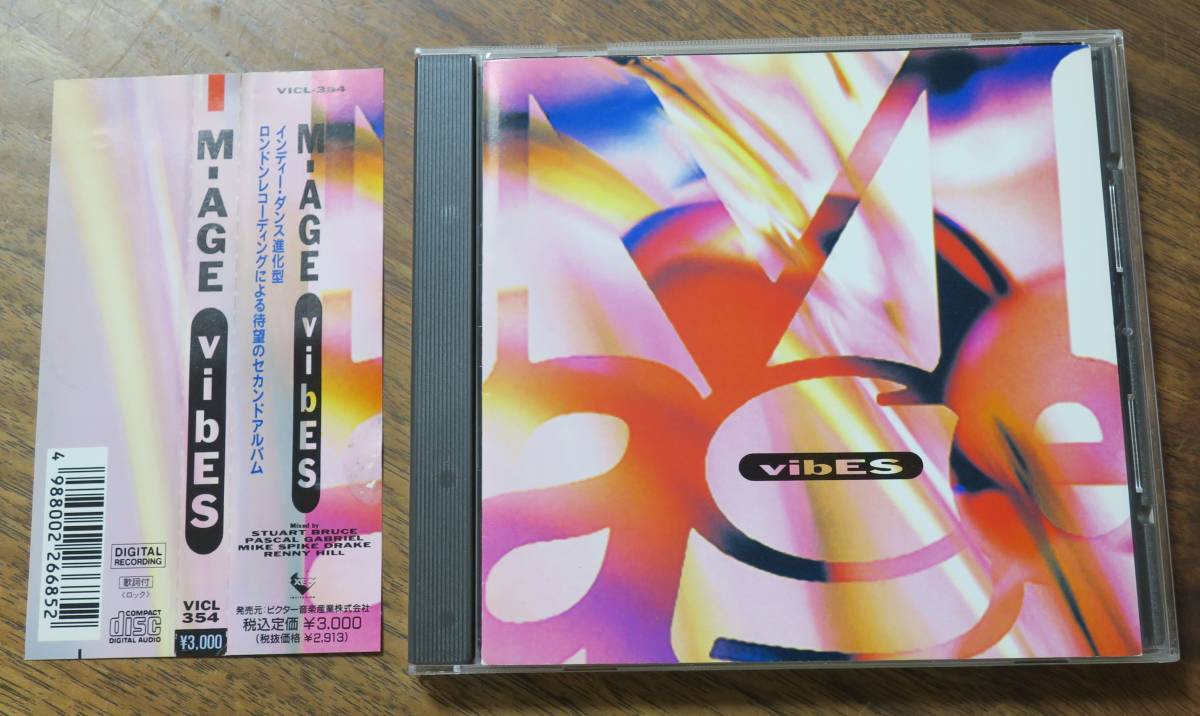 4 988002 266852
DIGITAL
RECORDING
歌詞付
〈ロック〉
COMPACT
disc
DIGITAL AUDIO
M-AGE
vibES
VICL
354
¥3,000
VICL-354
M-AGE
vibES
インディー・ダンス進化型
ロンドンレコーディングによる待望のセカンドアルバム
Mixed by
STUART BRUCE
PASCAL GABRIEL
MIKE SPIKE DRAKE
RENNY HILL
発売元:ビクター音楽産業株式会社
税込定価 ¥3,000
(税抜価格 ¥2,913)
M
age
vibES